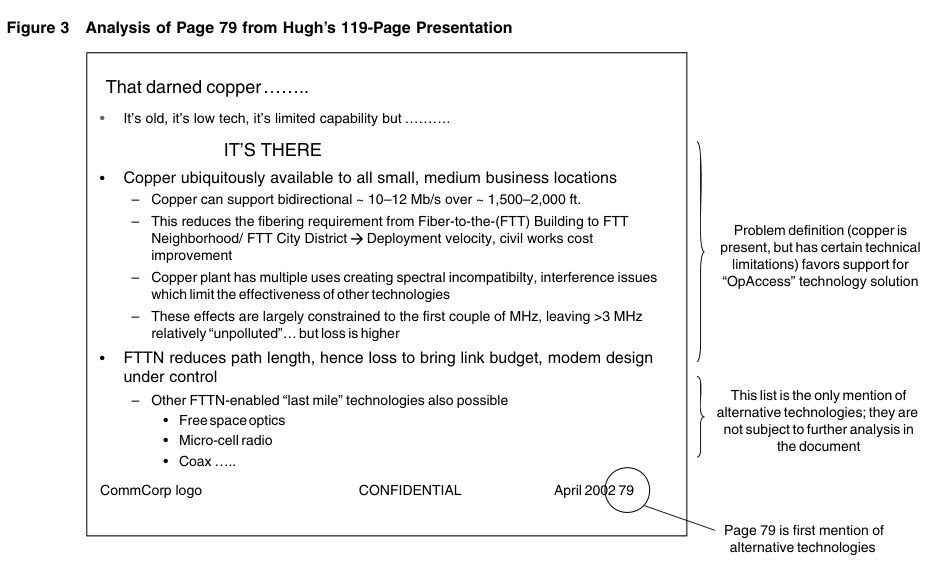 Figure 3 Analysis of Page 79 from Hugh's 119-Page Presentation
That darned copper……..
• It's old, it's low tech, it's limited capability but ……….
IT'S THERE
• Copper ubiquitously available to all small, medium business locations
– Copper can support bidirectional ~ 10–12 Mb/s over ~ 1,500–2,000 ft.
– This reduces the fibering requirement from Fiber-to-the-(FTT) Building to FTT
Neighborhood/ FTT City District → Deployment velocity, civil works cost
improvement
– Copper plant has multiple uses creating spectral incompatibilty, interference issues
which limit the effectiveness of other technologies
– These effects are largely constrained to the first couple of MHz, leaving >3 MHz
relatively "unpolluted"… but loss is higher
• FTTN reduces path length, hence loss to bring link budget, modem design
under control
– Other FTTN-enabled "last mile" technologies also possible
• Free space optics
• Micro-cell radio
• Coax …..
CommCorp logo CONFIDENTIAL April 2002 79
Problem definition (copper is
present, but has certain technical
limitations) favors support for
"OpAccess" technology solution
This list is the only mention of
alternative technologies; they are
not subject to further analysis in
the document
Page 79 is first mention of
alternative technologies